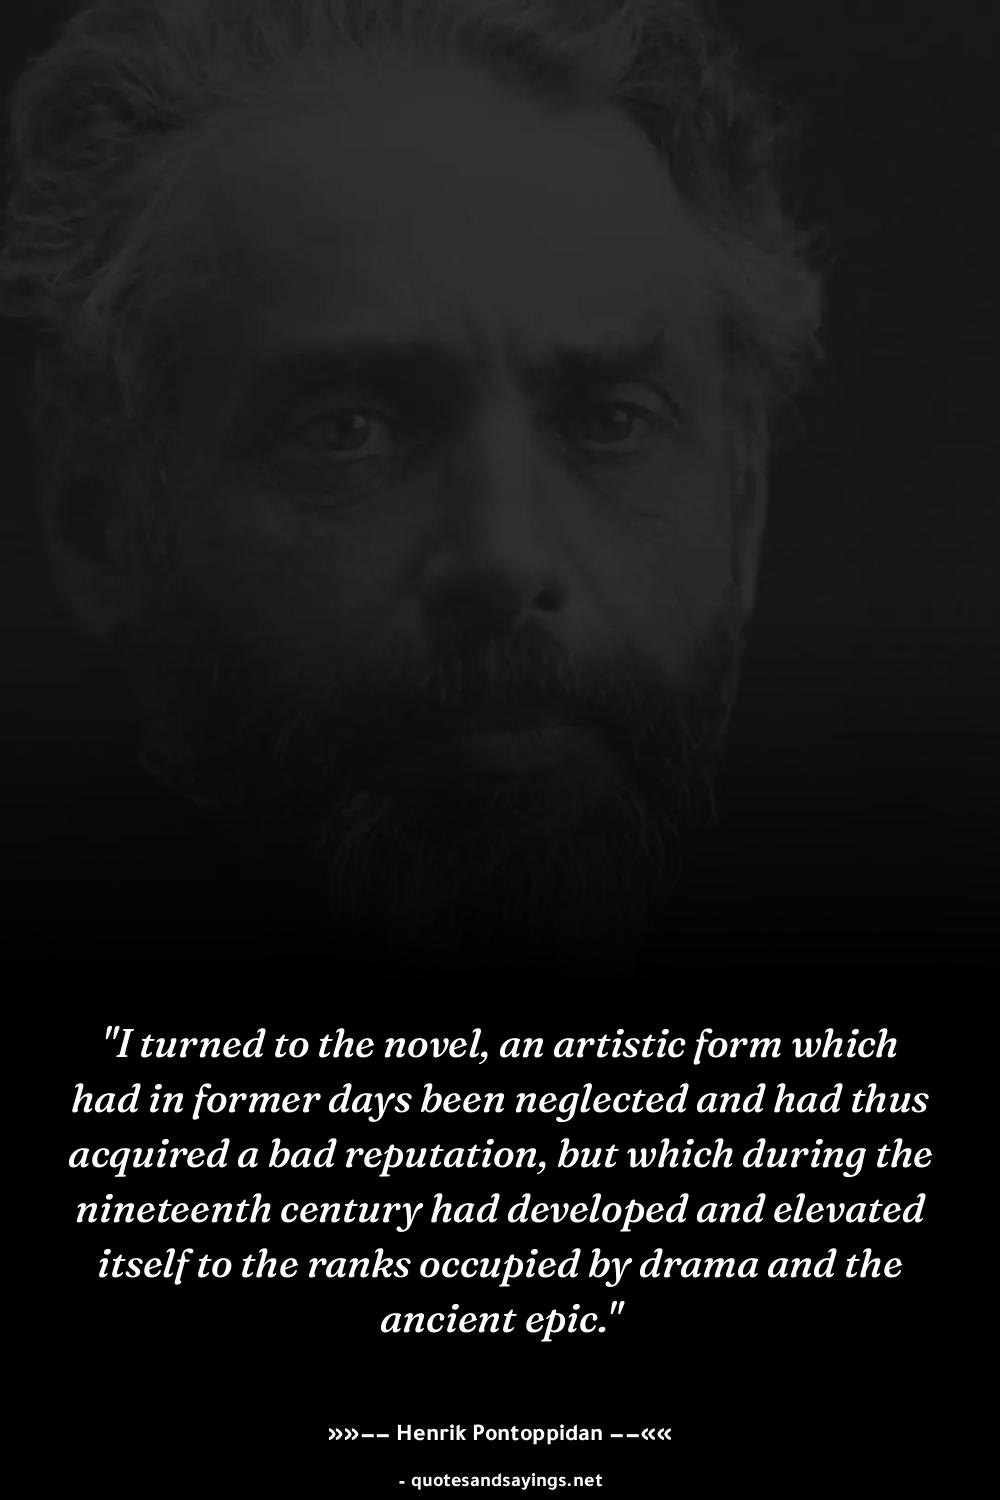 "I turned to the novel, an artistic form which
had in former days been neglected and had thus
acquired a bad reputation, but which during the
nineteenth century had developed and elevated
itself to the ranks occupied by drama and the
ancient epic."
»»−− Henrik Pontoppidan −−««
- quotesandsayings.net